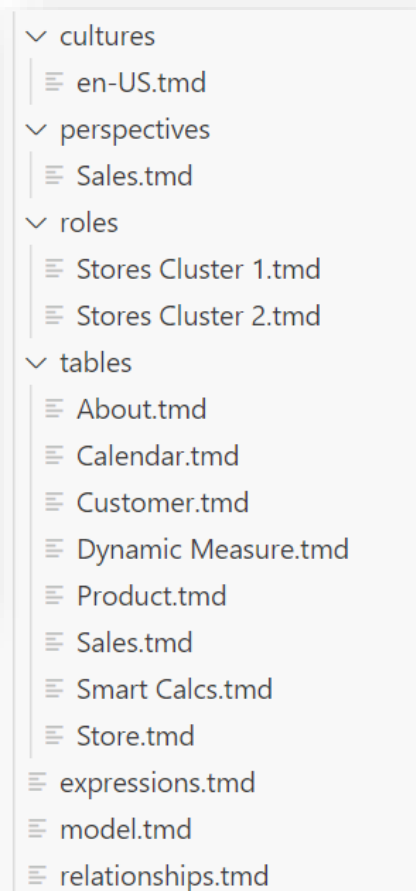 cultures
en-US.tmd
perspectives
Sales.tmd
roles
Stores Cluster 1.tmd
Stores Cluster 2.tmd
tables
About.tmd
Calendar.tmd
Customer.tmd
Dynamic Measure.tmd
Product.tmd
Sales.tmd
Smart Calcs.tmd
Store.tmd
expressions.tmd
model.tmd
relationships.tmd